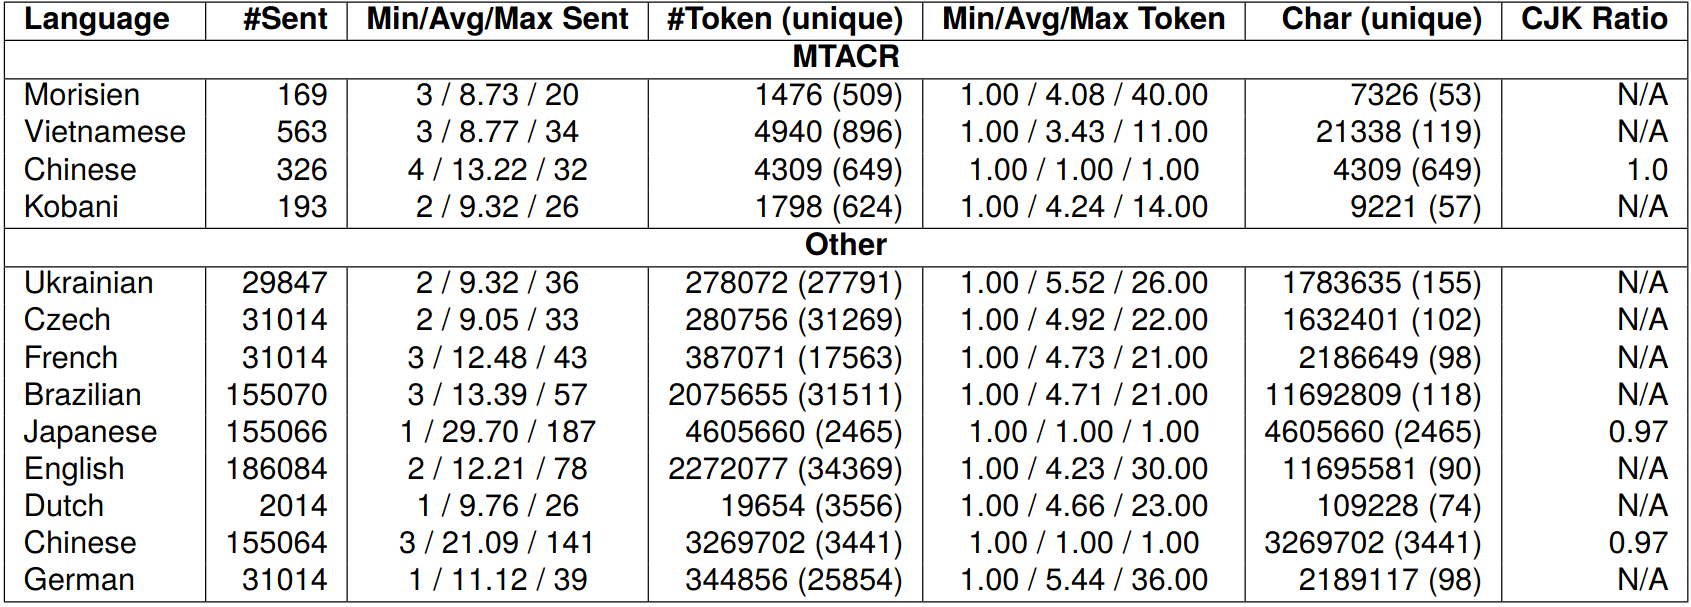 Language #Sent Min/Avg/Max Sent #Token (unique) Min/Avg/Max Token Char (unique) CJK Ratio
MTACR
Morisien 169 3 / 8.73 / 20 1476 (509) 1.00 / 4.08 / 40.00 7326 (53) N/A
Vietnamese 563 3 / 8.77 / 34 4940 (896) 1.00 / 3.43 / 11.00 21338 (119) N/A
Chinese 326 4 / 13.22 / 32 4309 (649) 1.00 / 1.00 / 1.00 4309 (649) 1.0
Kobani 193 2 / 9.32 / 26 1798 (624) 1.00 / 4.24 / 14.00 9221 (57) N/A
Other
Ukrainian 29847 2 / 9.32 / 36 278072 (27791) 1.00 / 5.52 / 26.00 1783635 (155) N/A
Czech 31014 2 / 9.05 / 33 280756 (31269) 1.00 / 4.92 / 22.00 1632401 (102) N/A
French 31014 3 / 12.48 / 43 387071 (17563) 1.00 / 4.73 / 21.00 2186649 (98) N/A
Brazilian 155070 3 / 13.39 / 57 2075655 (31511) 1.00 / 4.71 / 21.00 11692809 (118) N/A
Japanese 155066 1 / 29.70 / 187 4605660 (2465) 1.00 / 1.00 / 1.00 4605660 (2465) 0.97
English 186084 2 / 12.21 / 78 2272077 (34369) 1.00 / 4.23 / 30.00 11695581 (90) N/A
Dutch 2014 1 / 9.76 / 26 19654 (3556) 1.00 / 4.66 / 23.00 109228 (74) N/A
Chinese 155064 3 / 21.09 / 141 3269702 (3441) 1.00 / 1.00 / 1.00 3269702 (3441) 0.97
German 31014 1 / 11.12 / 39 344856 (25854) 1.00 / 5.44 / 36.00 2189117 (98) N/A